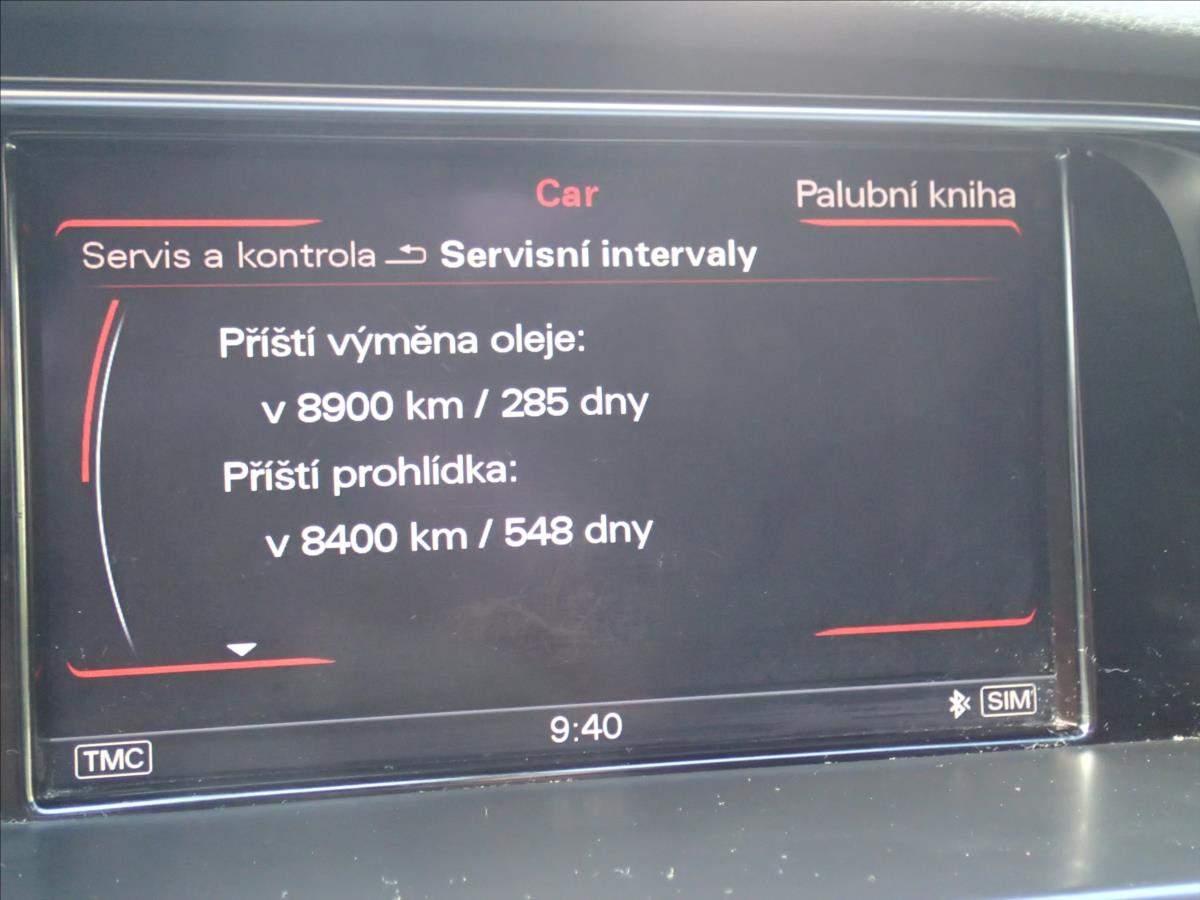 Car
Palubní kniha
Servis a kontrola Servisní intervaly
Příští výměna oleje:
v 8900 km / 285 dny
Příští prohlídka:
v 8400 km / 548 dny
TMC
9:40
SIM